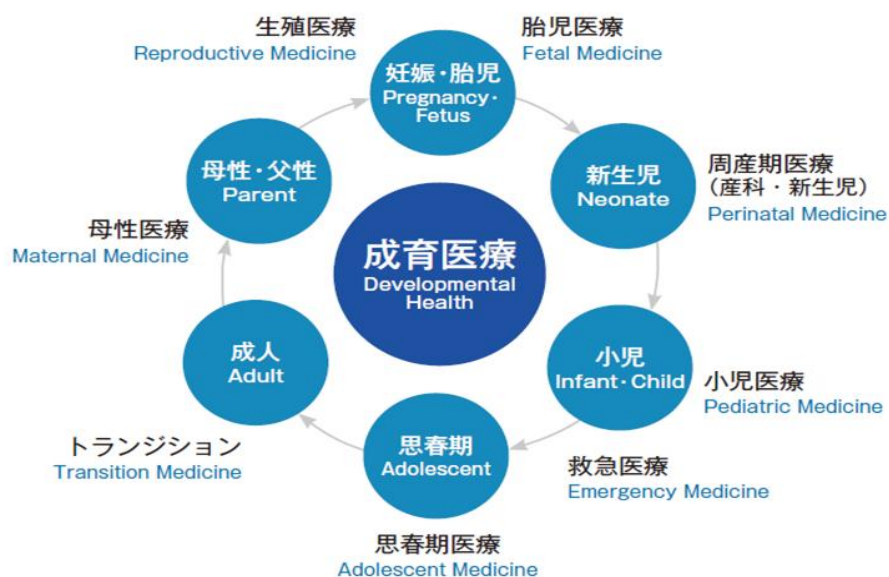 生殖医療
Reproductive Medicine
胎児医療
Fetal Medicine
妊娠・胎児
Pregnancy・
Fetus
母性・父性
Parent
新生児
Neonate
周産期医療
（産科・新生児）
Perinatal Medicine
母性医療
Maternal Medicine
成育医療
Developmental
Health
成人
Adult
小児
Infant・Child
小児医療
Pediatric Medicine
トランジション
Transition Medicine
思春期
Adolescent
救急医療
Emergency Medicine
思春期医療
Adolescent Medicine